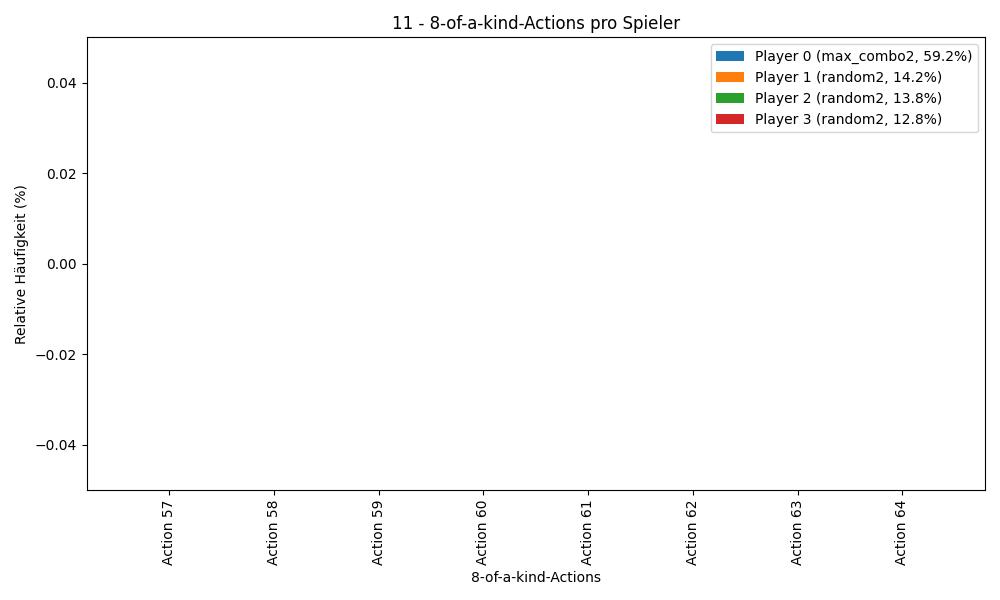 11 - 8-of-a-kind-Actions pro Spieler
Player 0 (max_combo2, 59.2%)
Player 1 (random2, 14.2%)
Player 2 (random2, 13.8%)
Player 3 (random2, 12.8%)
Relative Häufigkeit (%)
0.04
0.02
0.00
−0.02
−0.04
Action 57
Action 58
Action 59
Action 60
Action 61
Action 62
Action 63
Action 64
8-of-a-kind-Actions